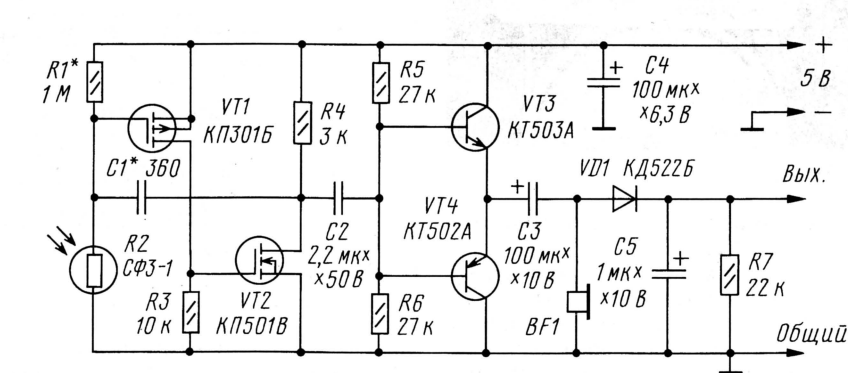 R1*
1 М
VT1
КП301Б
R4
3 к
R5
27 к
VT3
КТ503А
C4
100 мк×
×6,3 В
+
+
5 В
−
C1* 360
R2
СФ3-1
R3
10 к
VT2
КП501В
C2
2,2 мк×
×50 В
R6
27 к
VT4
КТ502А
+
C3
100 мк×
×10 В
VD1 КД522Б
BF1
C5
1 мк×
×10 В
+
R7
22 к
Вых.
Общий